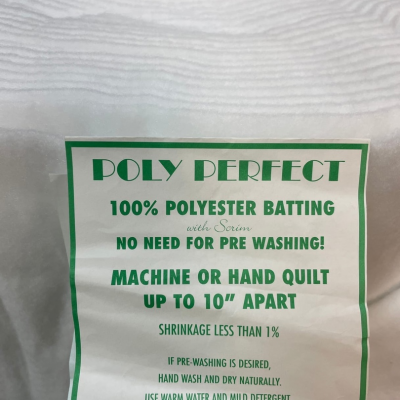 POLY PERFECT
100% POLYESTER BATTING
with Scrim
NO NEED FOR PRE WASHING!
MACHINE OR HAND QUILT
UP TO 10" APART
SHRINKAGE LESS THAN 1%
IF PRE-WASHING IS DESIRED,
HAND WASH AND DRY NATURALLY.
USE WARM WATER AND MILD DETERGENT